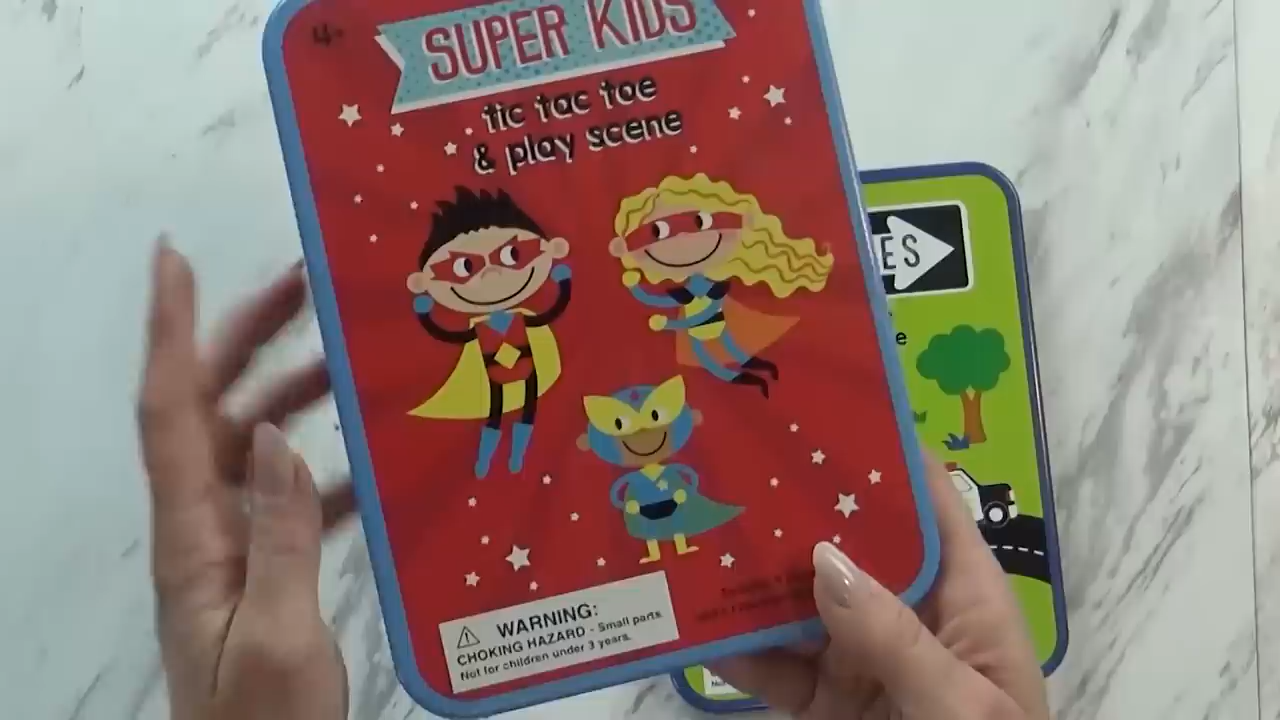 4+
SUPER KIDS
tic tac toe
& play scene
ES
e
WARNING:
CHOKING HAZARD - Small parts
Not for children under 3 years.